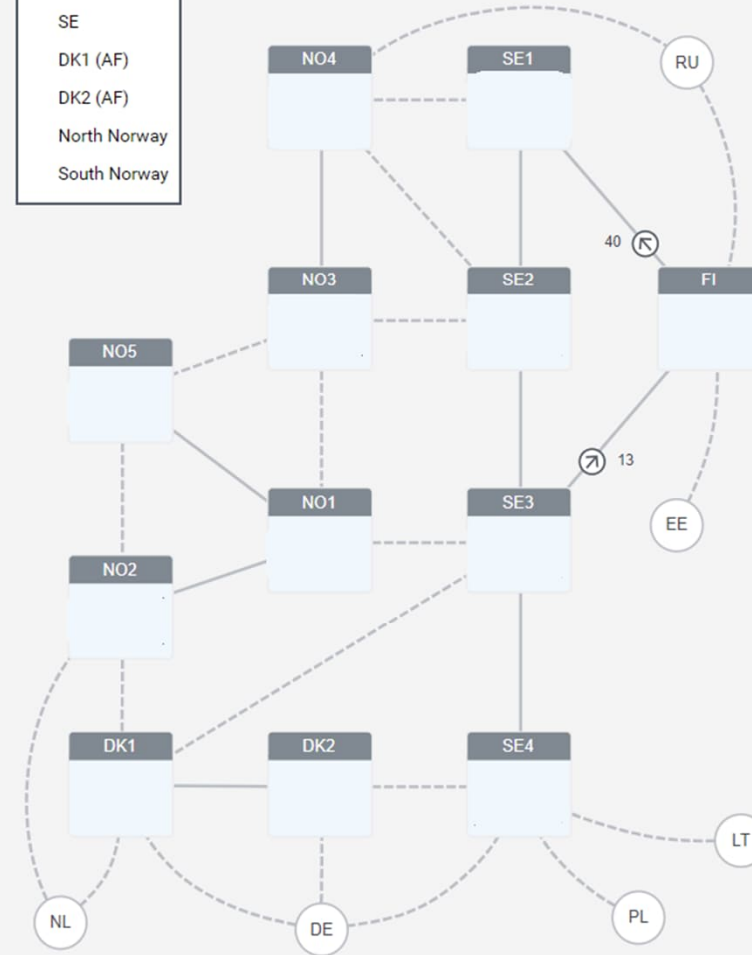 SE
DK1 (AF)
DK2 (AF)
North Norway
South Norway
NO4
SE1
RU
40
NO3
SE2
FI
NO5
13
NO1
SE3
EE
NO2
DK1
DK2
SE4
LT
NL
DE
PL